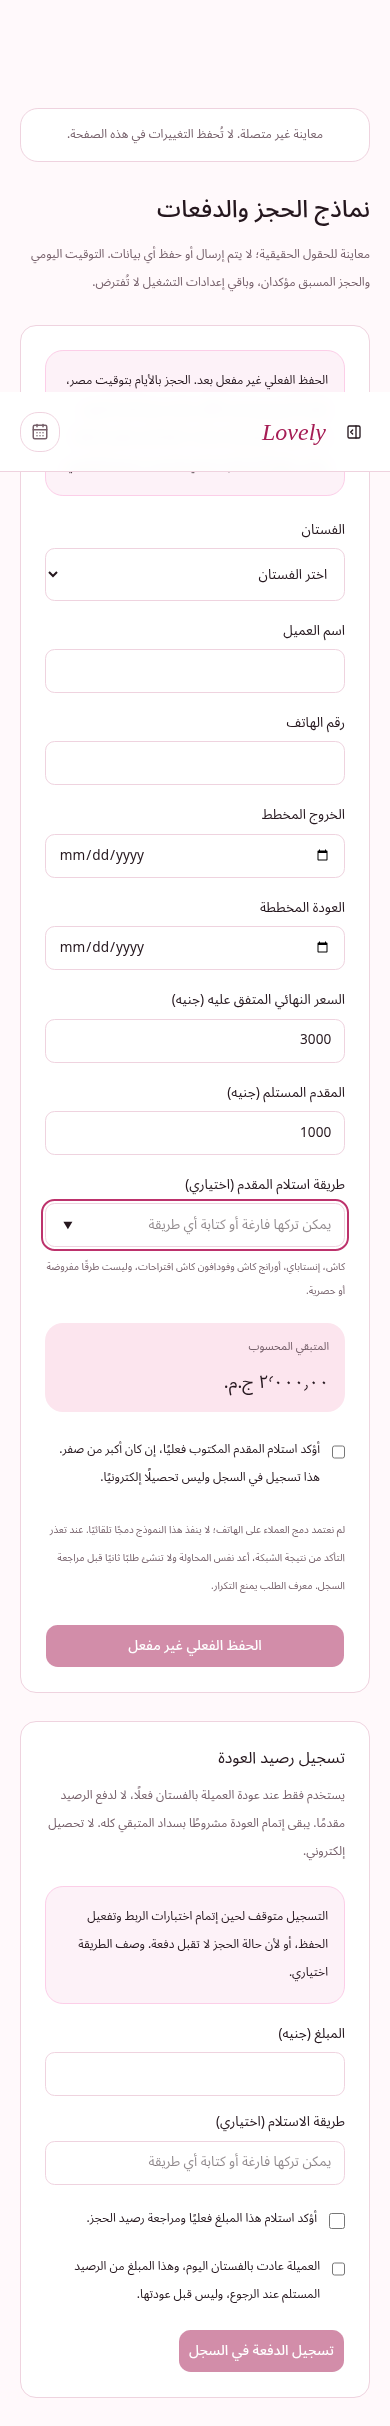 معاينة غير متصلة. لا تُحفظ التغييرات في هذه الصفحة.
نماذج الحجز والدفعات
معاينة للحقول الحقيقية؛ لا يتم إرسال أو حفظ أي بيانات. التوقيت اليومي
والحجز المسبق مؤكدان، وباقي إعدادات التشغيل لا تُفترض.
الحفظ الفعلي غير مفعل بعد. الحجز بالأيام بتوقيت مصر،
Lovely
الفستان
اختر الفستان
اسم العميل
رقم الهاتف
الخروج المخطط
mm/dd/yyyy
العودة المخططة
mm/dd/yyyy
السعر النهائي المتفق عليه (جنيه)
3000
المقدم المستلم (جنيه)
1000
طريقة استلام المقدم (اختياري)
يمكن تركها فارغة أو كتابة أي طريقة
كاش، إنستاباي، أورانج كاش وفودافون كاش اقتراحات، وليست طرقًا مفروضة
أو حصرية.
المتبقي المحسوب
٢٬٠٠٠٫٠٠ ج.م.
أؤكد استلام المقدم المكتوب فعليًا، إن كان أكبر من صفر.
هذا تسجيل في السجل وليس تحصيلًا إلكترونيًا.
لم نعتمد دمج العملاء على الهاتف؛ لا ينفذ هذا النموذج دمجًا تلقائيًا. عند تعذر
التأكد من نتيجة الشبكة، أعد نفس المحاولة ولا تنشئ طلبًا ثانيًا قبل مراجعة
السجل. معرف الطلب يمنع التكرار.
الحفظ الفعلي غير مفعل
تسجيل رصيد العودة
يستخدم فقط عند عودة العميلة بالفستان فعلًا، لا لدفع الرصيد
مقدمًا. يبقى إتمام العودة مشروطًا بسداد المتبقي كله. لا تحصيل
إلكتروني.
التسجيل متوقف لحين إتمام اختبارات الربط وتفعيل
الحفظ، أو لأن حالة الحجز لا تقبل دفعة. وصف الطريقة
اختياري.
المبلغ (جنيه)
طريقة الاستلام (اختياري)
يمكن تركها فارغة أو كتابة أي طريقة
أؤكد استلام هذا المبلغ فعليًا ومراجعة رصيد الحجز.
العميلة عادت بالفستان اليوم، وهذا المبلغ من الرصيد
المستلم عند الرجوع، وليس قبل عودتها.
تسجيل الدفعة في السجل